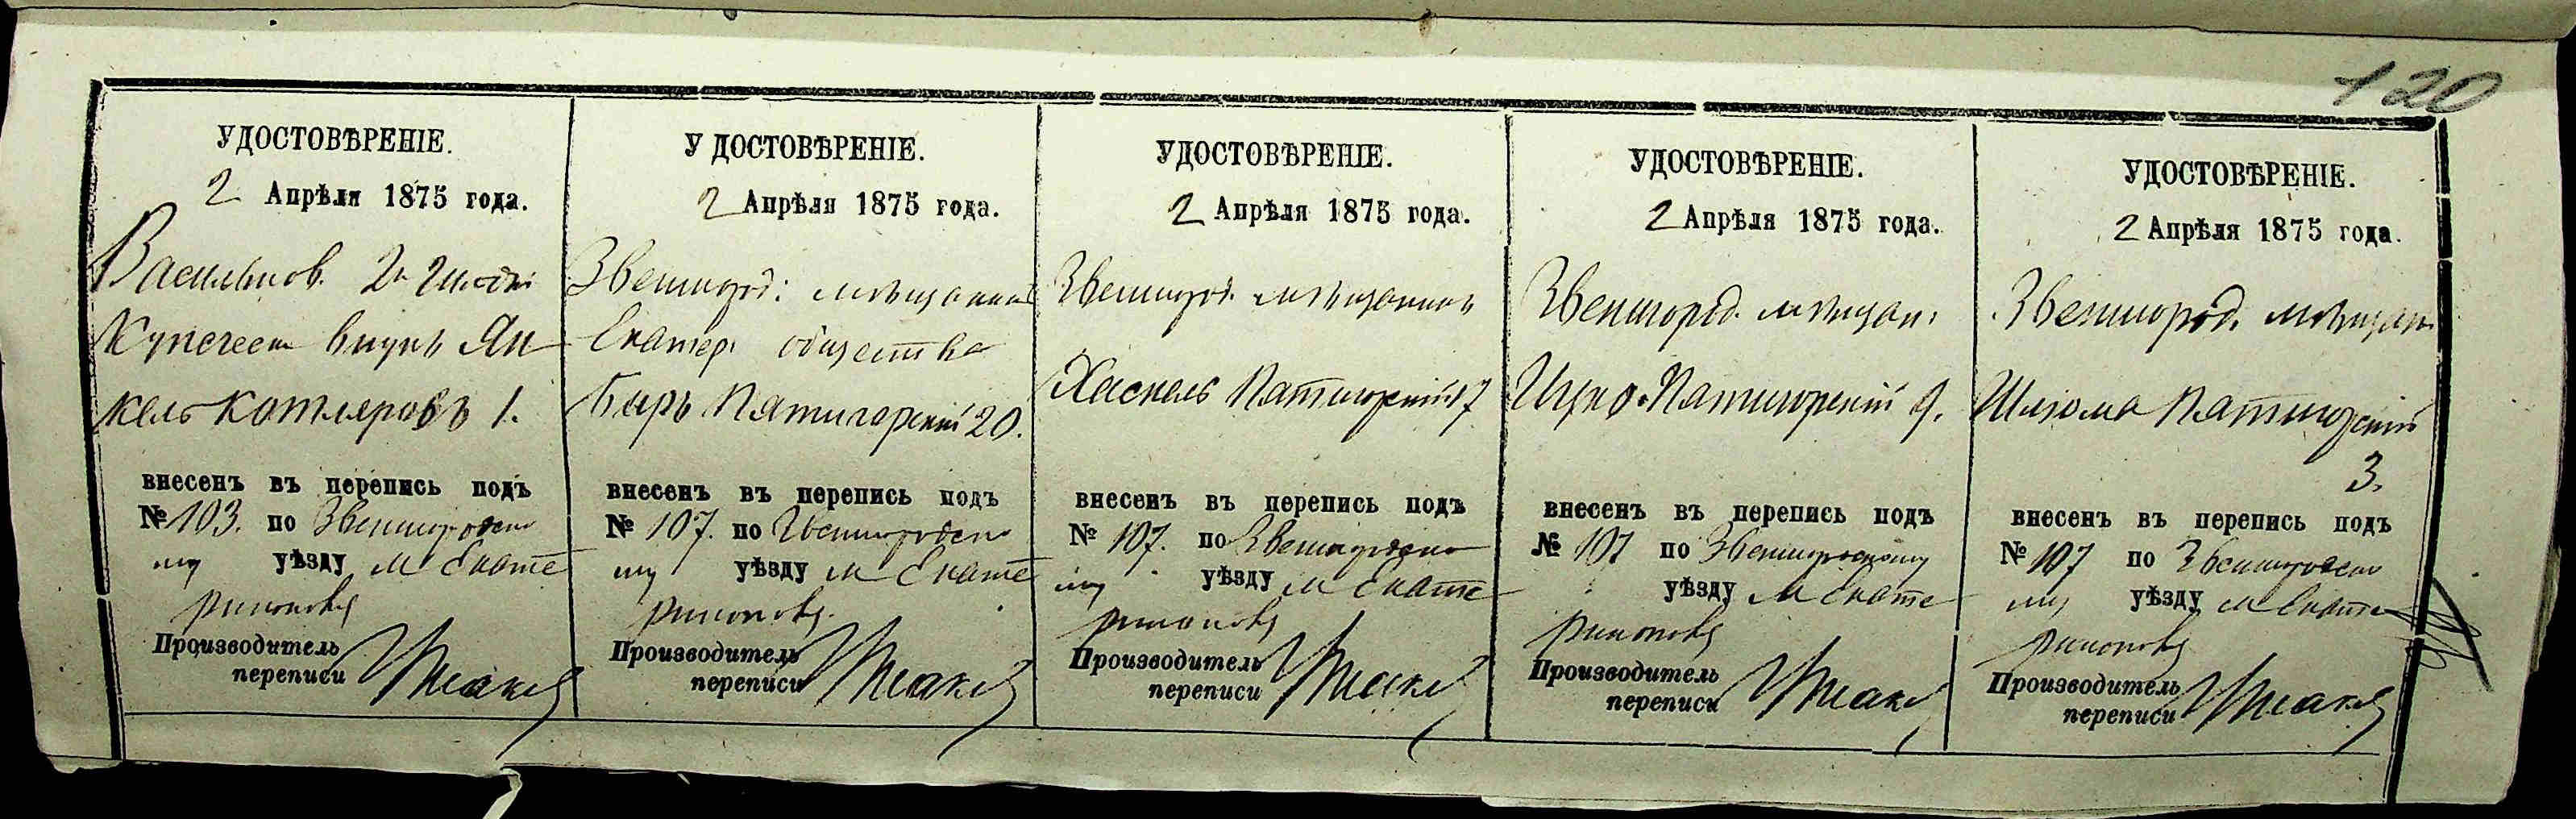 120
УДОСТОВѢРЕНІЕ.
2 Апрѣля 1875 года.
Васильков. 2й гильдіи
Купеческ внукъ Ян
кель Котляровъ 1.
внесенъ въ перепись подъ
№ 103. по Звенигородско
му уѣзду м Екате
ринополь
Производитель
переписи
У ДОСТОВѢРЕНІЕ.
2 Апрѣля 1875 года.
Звенигород: мѣщанинъ
Екатер: общества
Беръ Пятигорскій 20.
внесенъ въ перепись подъ
№ 107. по Звенигородско
му уѣзду м Екате
ринополь.
Производитель
переписи
УДОСТОВѢРЕНІЕ.
2 Апрѣля 1875 года.
Звенигород. мѣщанинъ
Хаскель Пятигорскій 17
внесенъ въ перепись подъ
№ 107. по Звенигородско
му уѣзду м Екате
ринополь
Производитель
переписи
УДОСТОВѢРЕНІЕ.
2 Апрѣля 1875 года.
Звенигород. мѣщан:
Ицко Пятигорскій 9.
внесенъ въ перепись подъ
№ 107 по Звенигородскому
уѣзду м Екате
ринополь
Производитель
переписи
УДОСТОВѢРЕНІЕ.
2 Апрѣля 1875 года.
Звенигород. мѣщан
Шлома Пятигорскій
3.
внесенъ въ перепись подъ
№ 107 по Звенигородско
му уѣзду м Екате
ринополь
Производитель
переписи